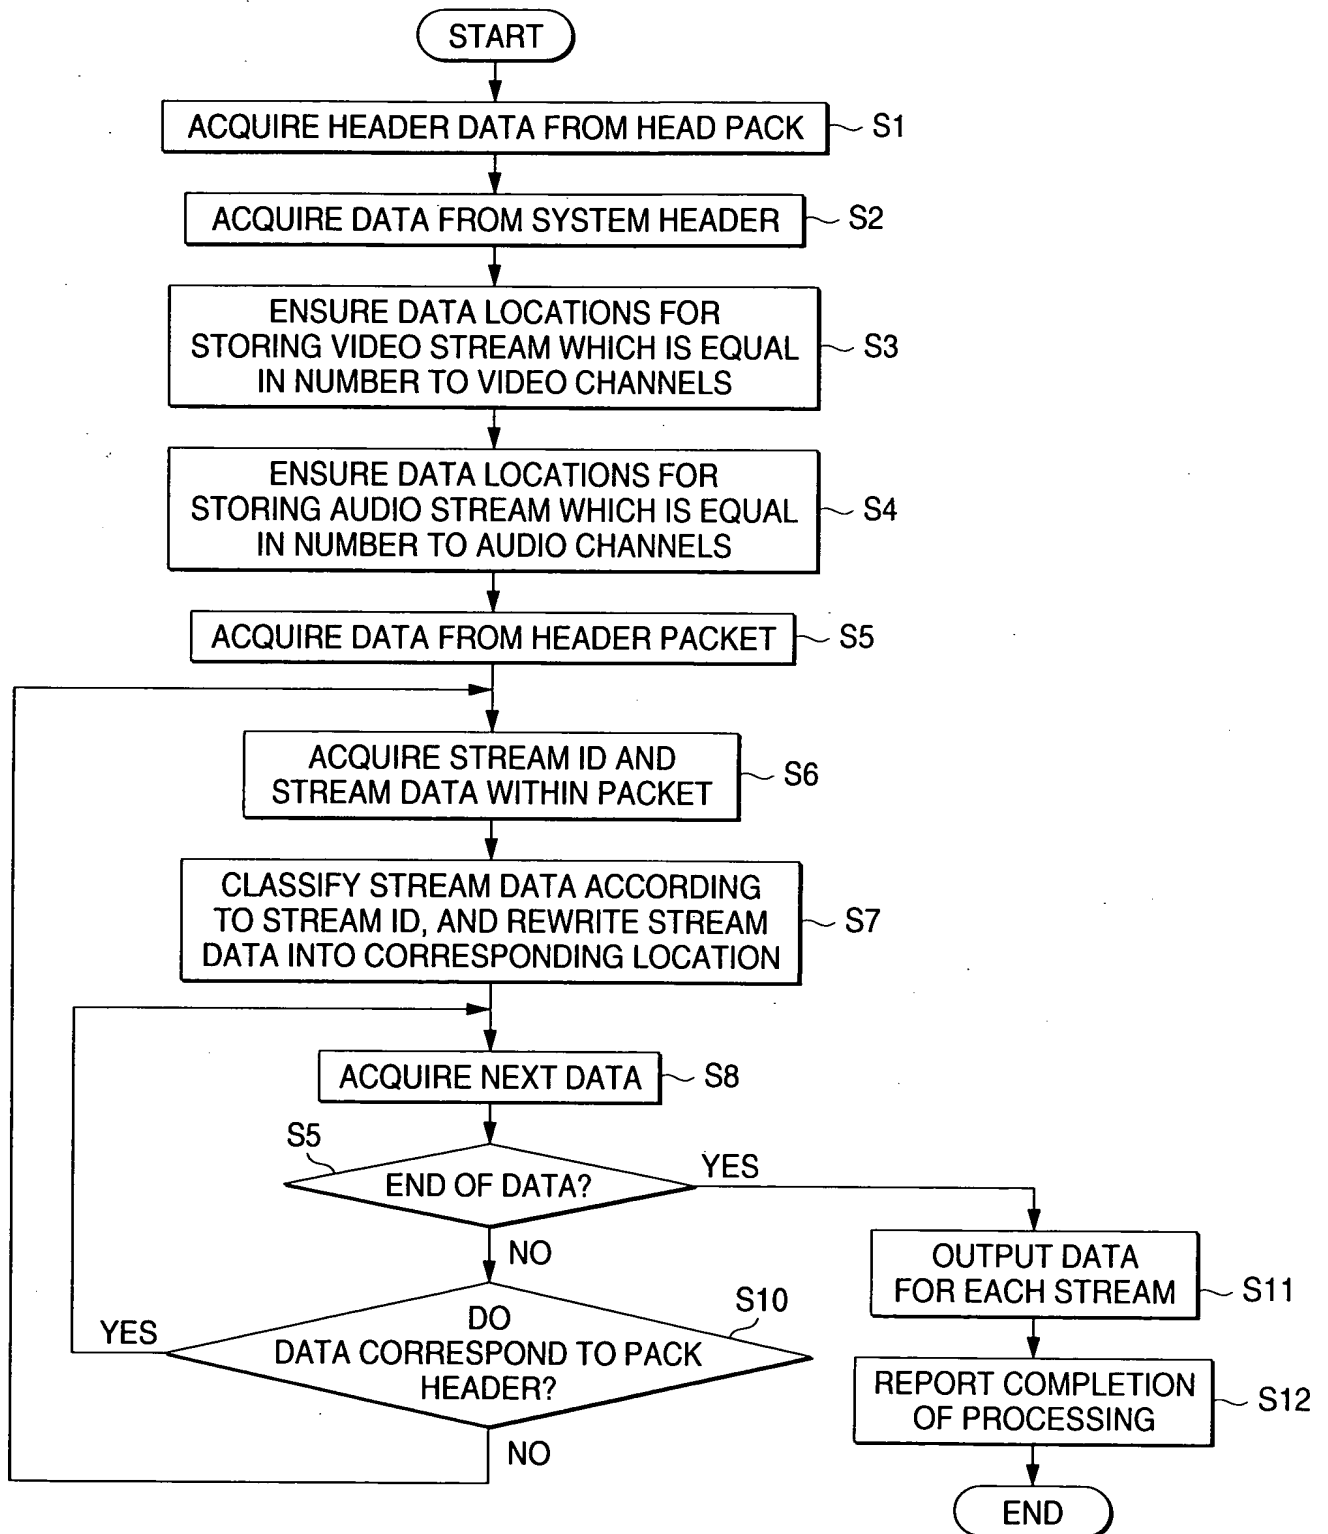 START
ACQUIRE HEADER DATA FROM HEAD PACK
S1
ACQUIRE DATA FROM SYSTEM HEADER
S2
ENSURE DATA LOCATIONS FOR
STORING VIDEO STREAM WHICH IS EQUAL
IN NUMBER TO VIDEO CHANNELS
S3
ENSURE DATA LOCATIONS FOR
STORING AUDIO STREAM WHICH IS EQUAL
IN NUMBER TO AUDIO CHANNELS
S4
ACQUIRE DATA FROM HEADER PACKET
S5
ACQUIRE STREAM ID AND
STREAM DATA WITHIN PACKET
S6
CLASSIFY STREAM DATA ACCORDING
TO STREAM ID, AND REWRITE STREAM
DATA INTO CORRESPONDING LOCATION
S7
ACQUIRE NEXT DATA
S8
S5
END OF DATA?
YES
NO
DO
DATA CORRESPOND TO PACK
HEADER?
S10
YES
NO
OUTPUT DATA
FOR EACH STREAM
S11
REPORT COMPLETION
OF PROCESSING
S12
END